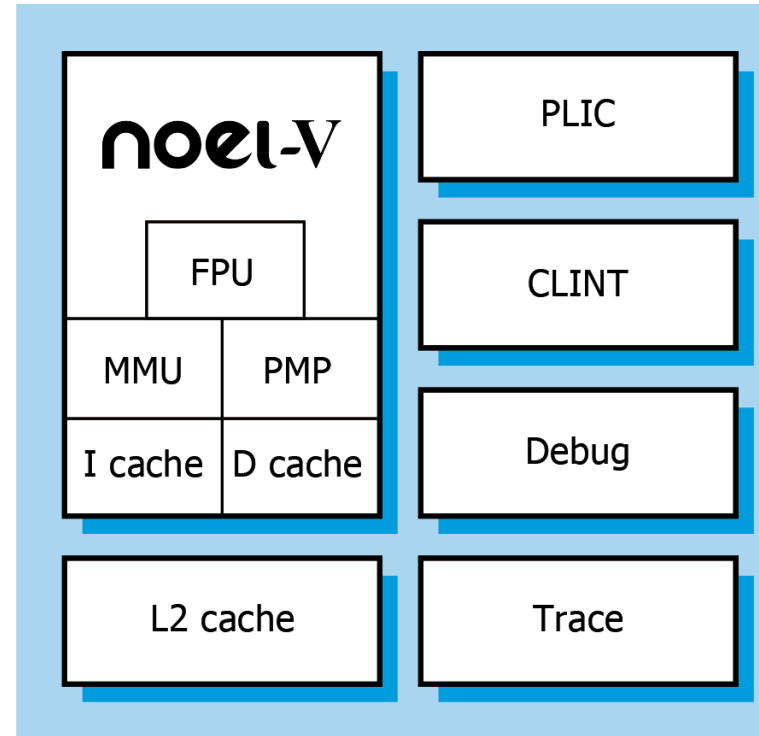 noel-V
FPU
MMU
PMP
I cache
D cache
L2 cache
PLIC
CLINT
Debug
Trace